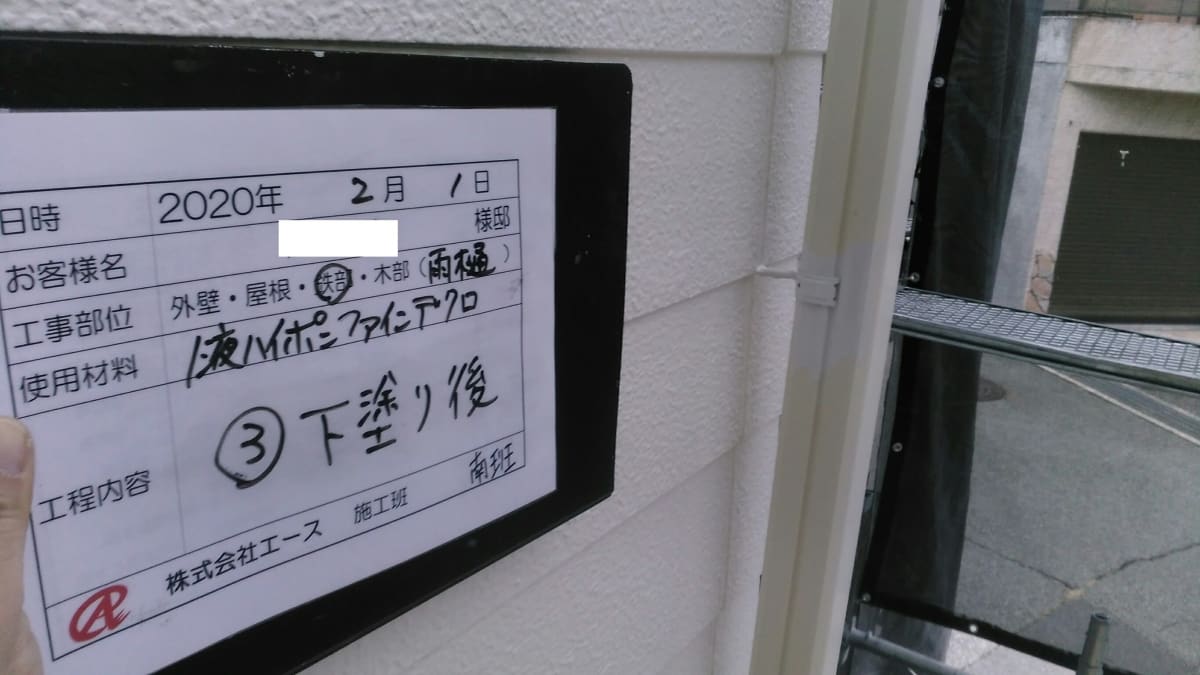 日時 2020年 2月 1日
お客様名 様邸
工事部位 外壁・屋根・鉄部・木部（雨樋）
使用材料 1液ハイポンファインデクロ
工程内容 ③下塗り後
株式会社エース 施工班 南班